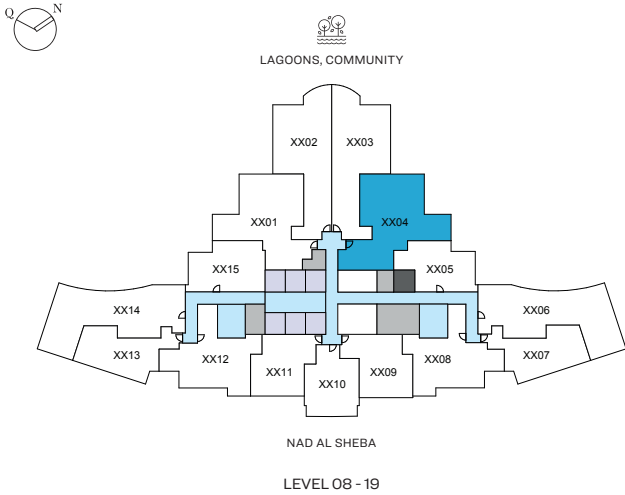 Q N
LAGOONS, COMMUNITY
XX02 XX03
XX01 XX04
XX15 XX05
XX14 XX06
XX13 XX12 XX08 XX07
XX11 XX10 XX09
NAD AL SHEBA
LEVEL 08 - 19